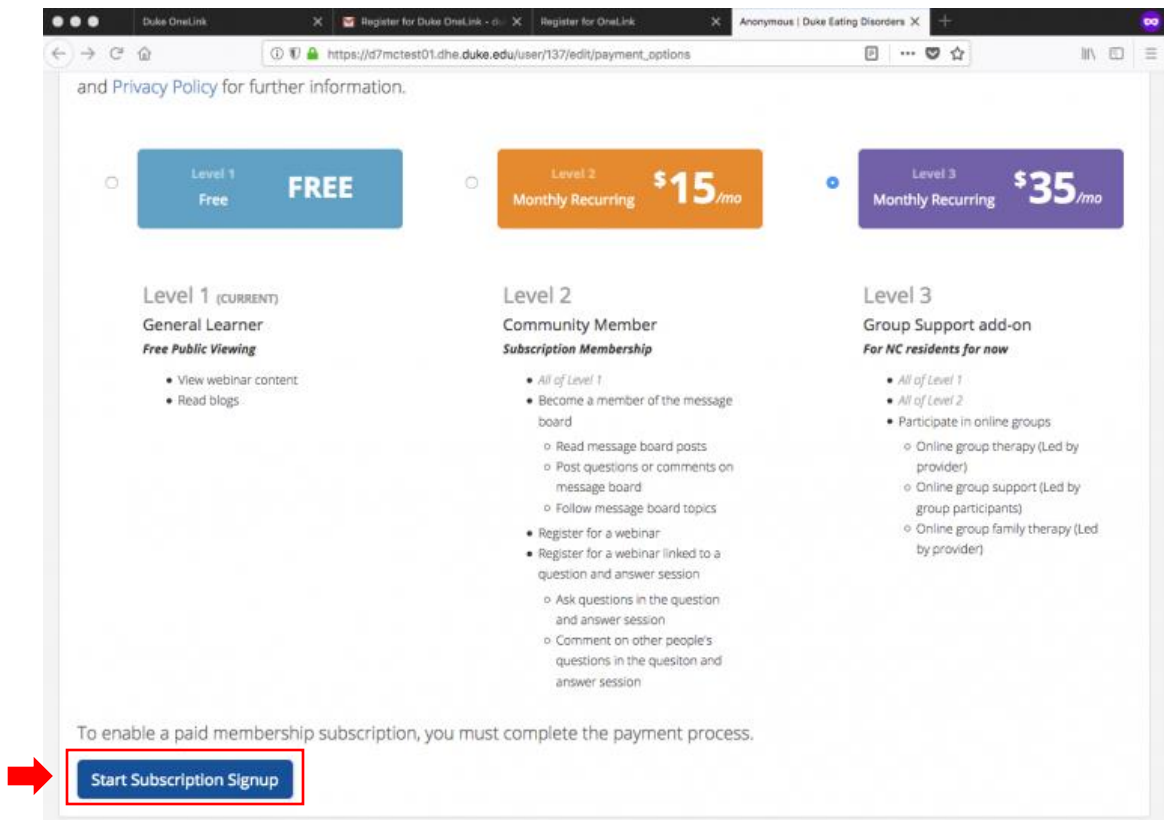 Duke OneLink
Register for Duke OneLink - du
Register for OneLink
Anonymous | Duke Eating Disorders
https://d7mctest01.dhe.duke.edu/user/137/edit/payment_options
and Privacy Policy for further information.
Level 1
Free
FREE
Level 2
Monthly Recurring
$15/mo
Level 3
Monthly Recurring
$35/mo
Level 1 (CURRENT)
General Learner
Free Public Viewing
• View webinar content
• Read blogs
Level 2
Community Member
Subscription Membership
• All of Level 1
• Become a member of the message
board
o Read message board posts
o Post questions or comments on
message board
o Follow message board topics
• Register for a webinar
• Register for a webinar linked to a
question and answer session
o Ask questions in the question
and answer session
o Comment on other people's
questions in the quesiton and
answer session
Level 3
Group Support add-on
For NC residents for now
• All of Level 1
• All of Level 2
• Participate in online groups
o Online group therapy (Led by
provider)
o Online group support (Led by
group participants)
o Online group family therapy (Led
by provider)
To enable a paid membership subscription, you must complete the payment process.
Start Subscription Signup